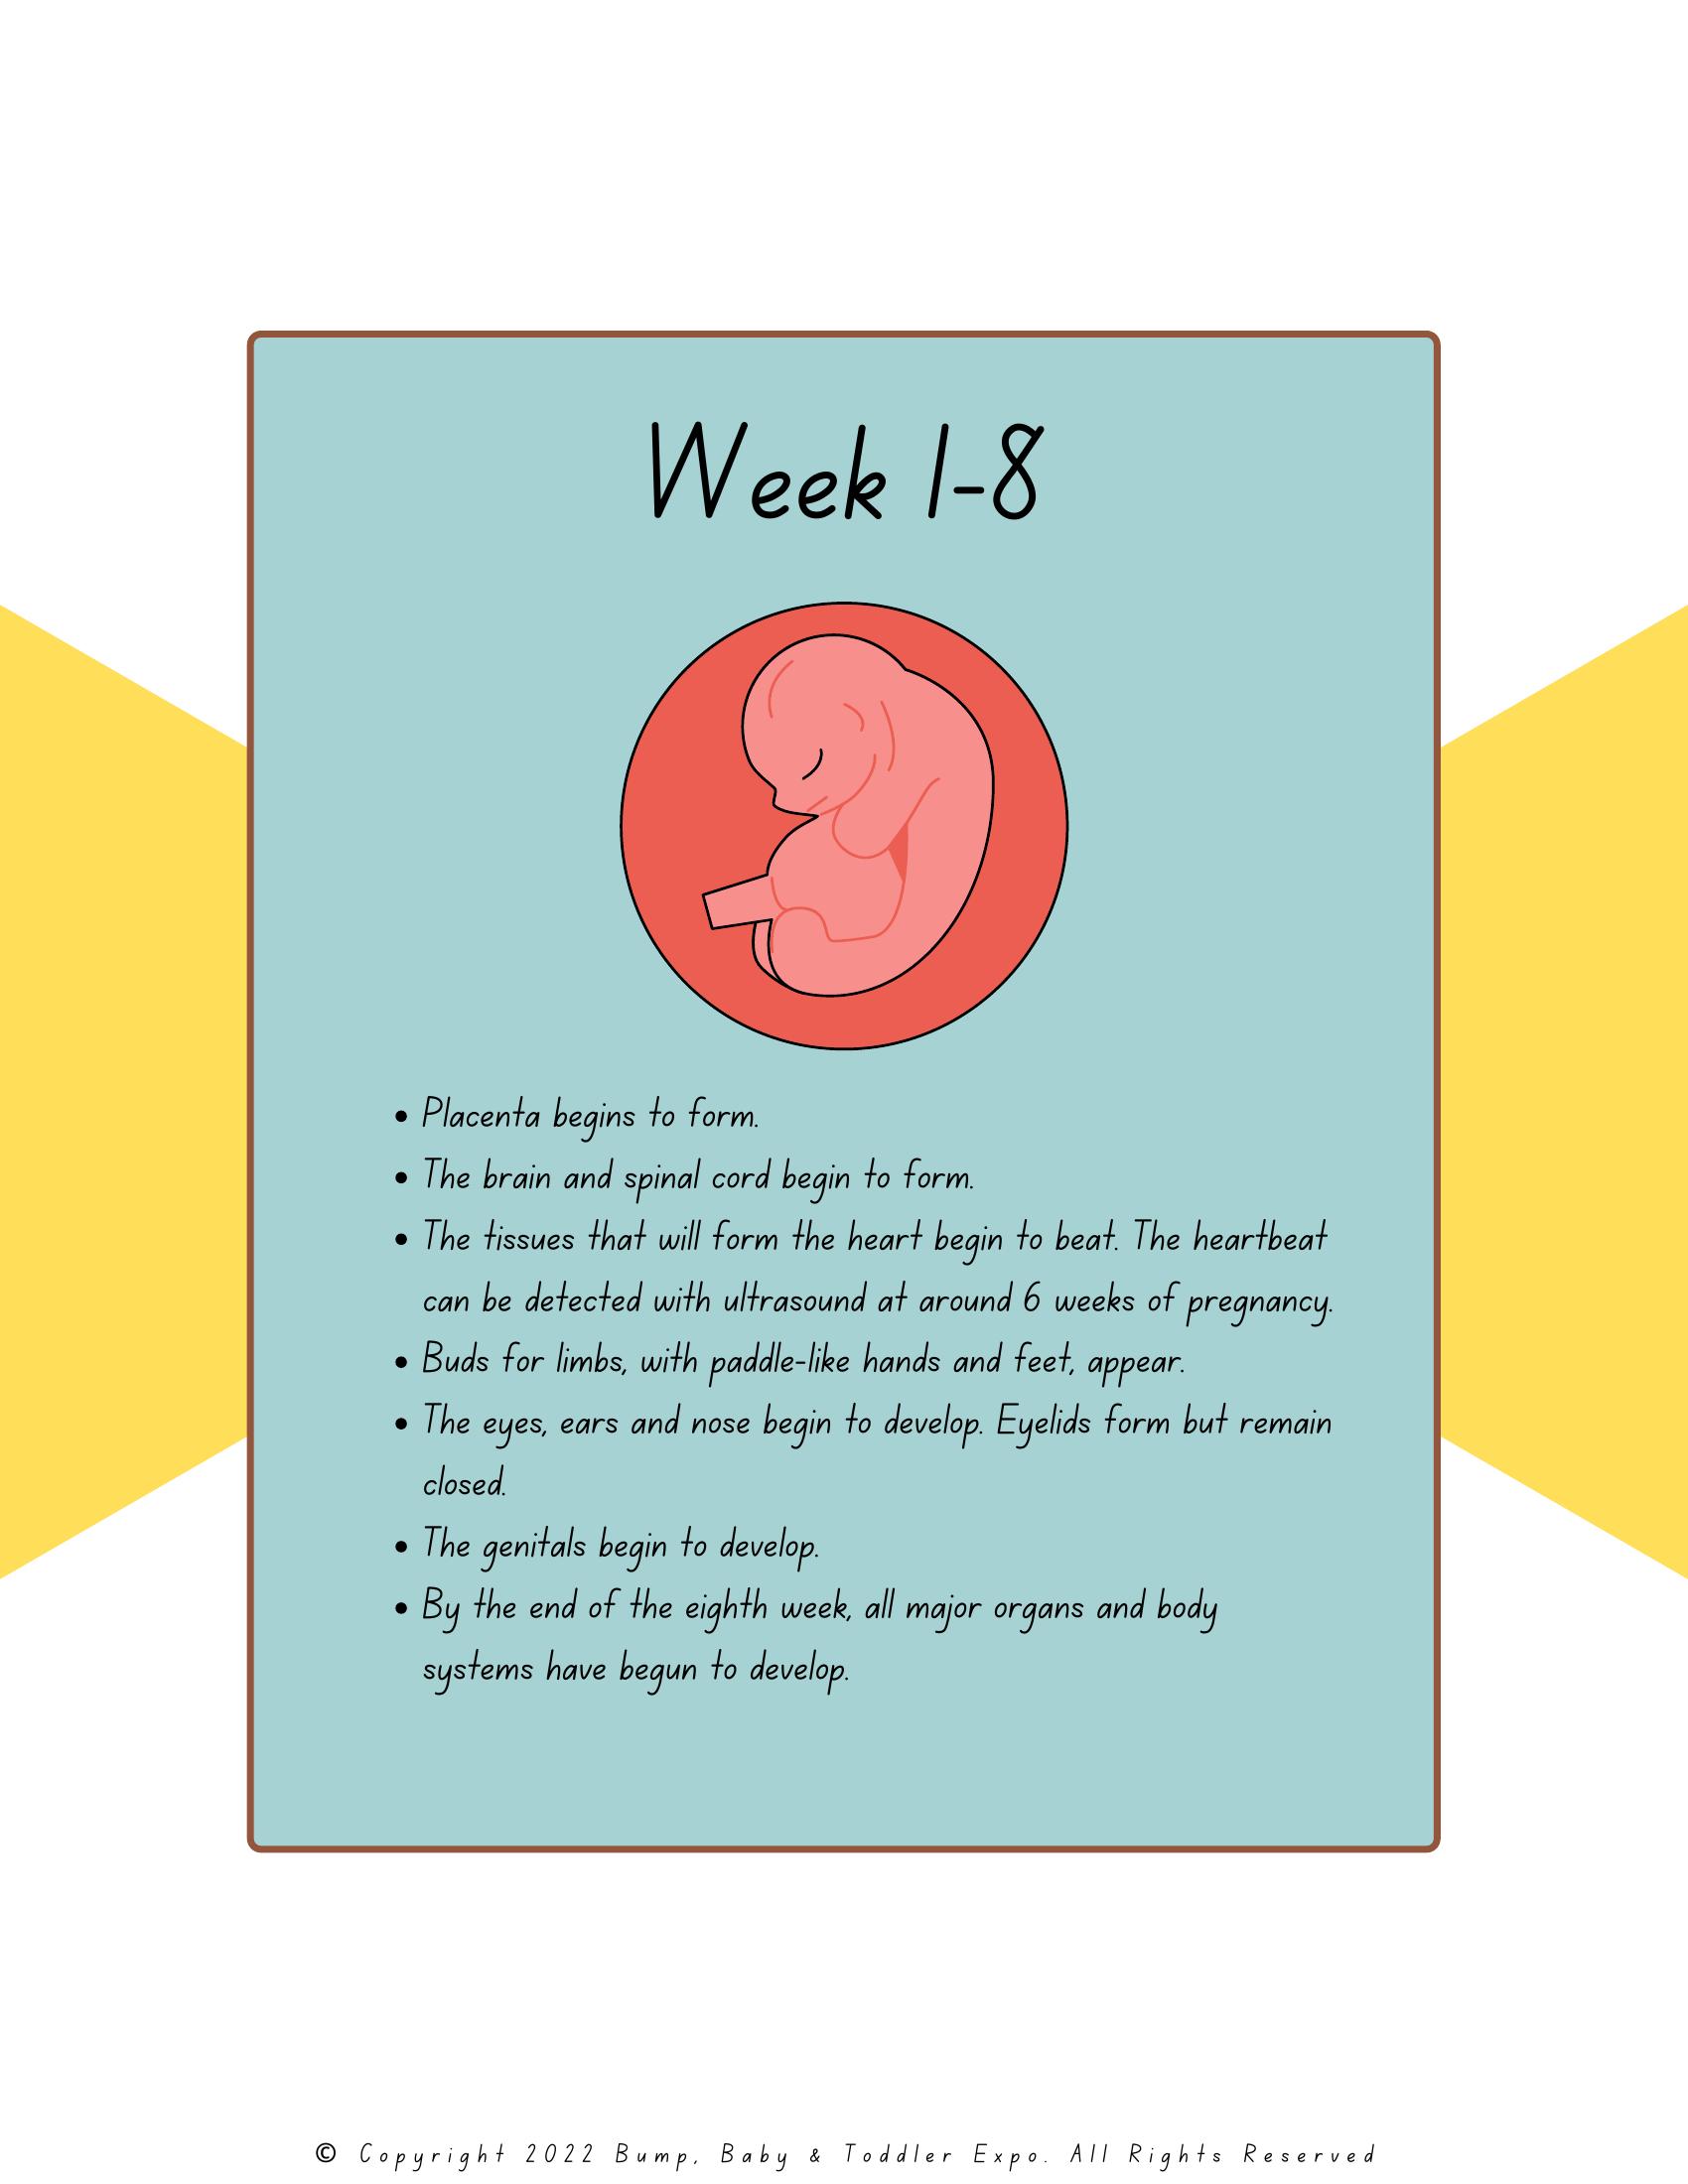 Week 1-8
• Placenta begins to form.
• The brain and spinal cord begin to form.
• The tissues that will form the heart begin to beat. The heartbeat
can be detected with ultrasound at around 6 weeks of pregnancy.
• Buds for limbs, with paddle-like hands and feet, appear.
• The eyes, ears and nose begin to develop. Eyelids form but remain
closed.
• The genitals begin to develop.
• By the end of the eighth week, all major organs and body
systems have begun to develop.
© Copyright 2022 Bump, Baby & Toddler Expo. All Rights Reserved